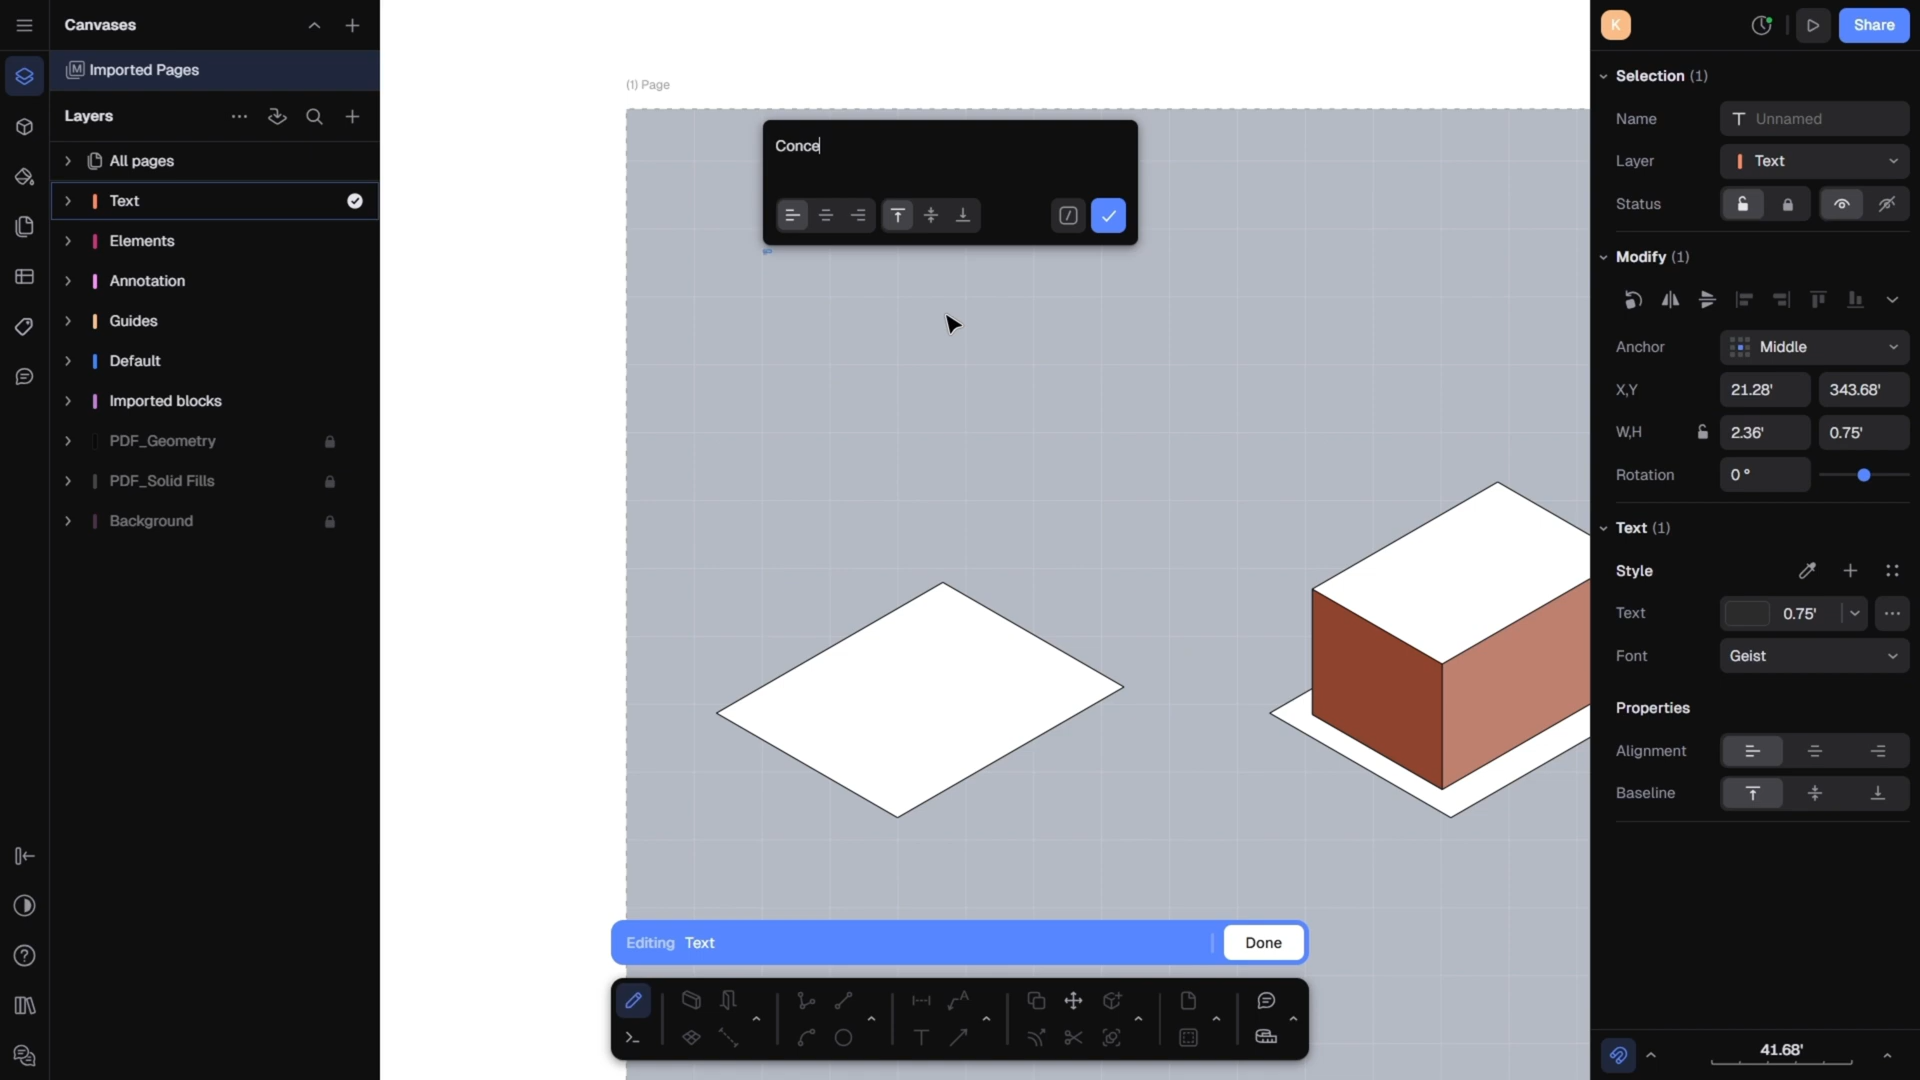 Canvases
Imported Pages
Layers
All pages
Text
Elements
Annotation
Guides
Default
Imported blocks
PDF_Geometry
PDF_Solid Fills
Background
(1) Page
Conce
Editing Text
Done
K
Share
Selection (1)
Name Unnamed
Layer Text
Status
Modify (1)
Anchor Middle
X,Y 21.28' 343.68'
W,H 2.36' 0.75'
Rotation 0 °
Text (1)
Style
Text 0.75'
Font Geist
Properties
Alignment
Baseline
41.68'